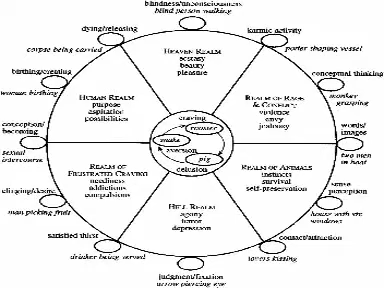 blindness/unconsciousness
blind person walking
karmic activity
potter shaping vessel
conceptual thinking
monkey grasping
words/images
two men in boat
sense perception
house with six windows
contact/attraction
lovers kissing
judgment/fixation
arrow piercing eye
satisfied thirst
drinker being served
clinging/desire
man picking fruit
conception/becoming
sexual intercourse
birthing/creating
woman birthing
dying/releasing
corpse being carried
HEAVEN REALM
ecstasy
beauty
pleasure
REALM OF RAGE
& CONFLICT
violence
envy
jealousy
REALM OF ANIMALS
instincts
survival
self-preservation
HELL REALM
agony
terror
depression
REALM OF
FRUSTRATED CRAVING
neediness
addictions
compulsions
HUMAN REALM
purpose
aspiration
possibilities
craving
rooster
snake
aversion
pig
delusion